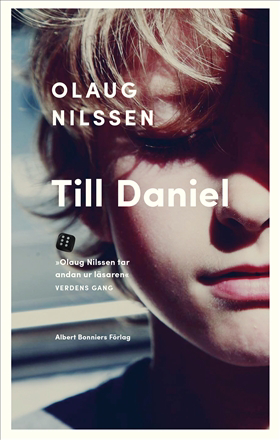 OLAUG
NILSSEN
Till Daniel
»Olaug Nilssen tar
andan ur läsaren«
VERDENS GANG
Albert Bonniers Förlag